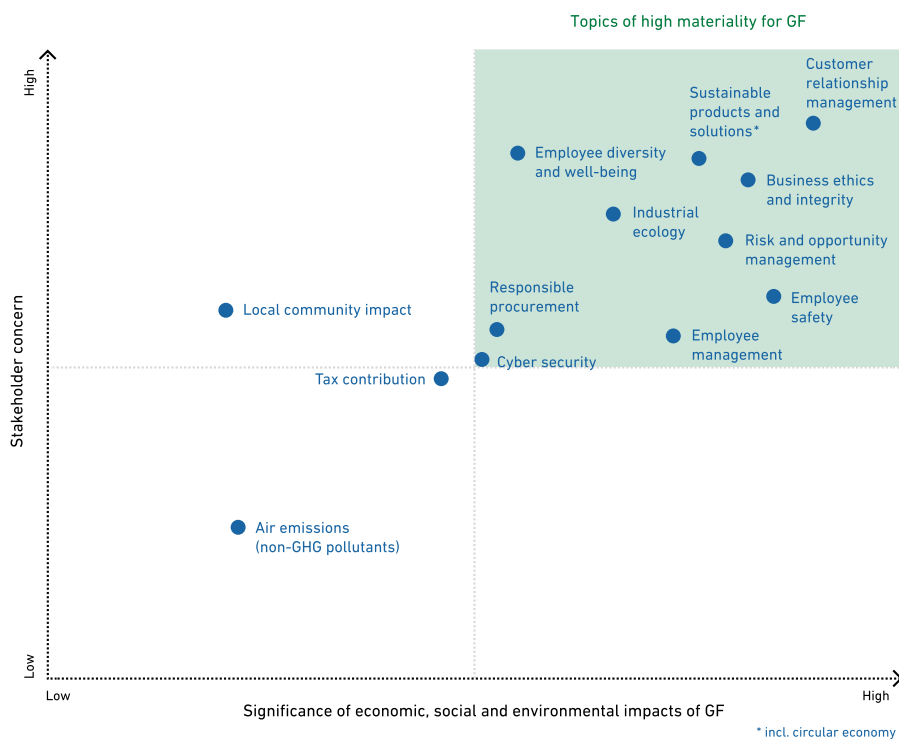 Topics of high materiality for GF
High
Customer
relationship
management
Sustainable
products and
solutions*
Employee diversity
and well-being
Business ethics
and integrity
Industrial
ecology
Risk and opportunity
management
Responsible
procurement
Employee
safety
Local community impact
Employee
management
Cyber security
Tax contribution
Stakeholder concern
Air emissions
(non-GHG pollutants)
Low
Low
High
Significance of economic, social and environmental impacts of GF
* incl. circular economy